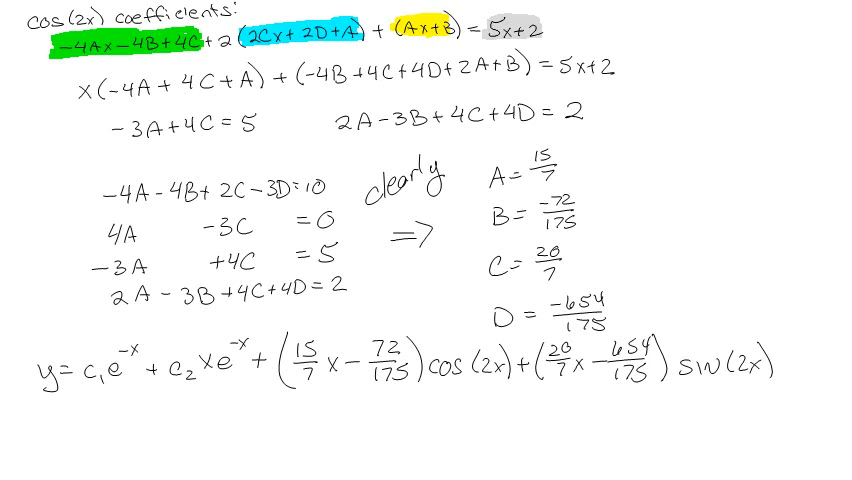 cos(2x) coefficients:
-4Ax-4B+4C+2(2Cx+2D+A)+(Ax+B)=5x+2
x(-4A+4C+A)+(-4B+4C+4D+2A+B)=5x+2
-3A+4C=5 2A-3B+4C+4D=2
-4A-4B+2C-3D=10
4A -3C =0
-3A +4C =5
2A-3B+4C+4D=2
clearly
=>
A=15/7
B=-72/175
C=20/7
D=-654/175
y=c₁e^-x+c₂xe^-x+(15/7x-72/175)cos(2x)+(20/7x-654/175)sin(2x)